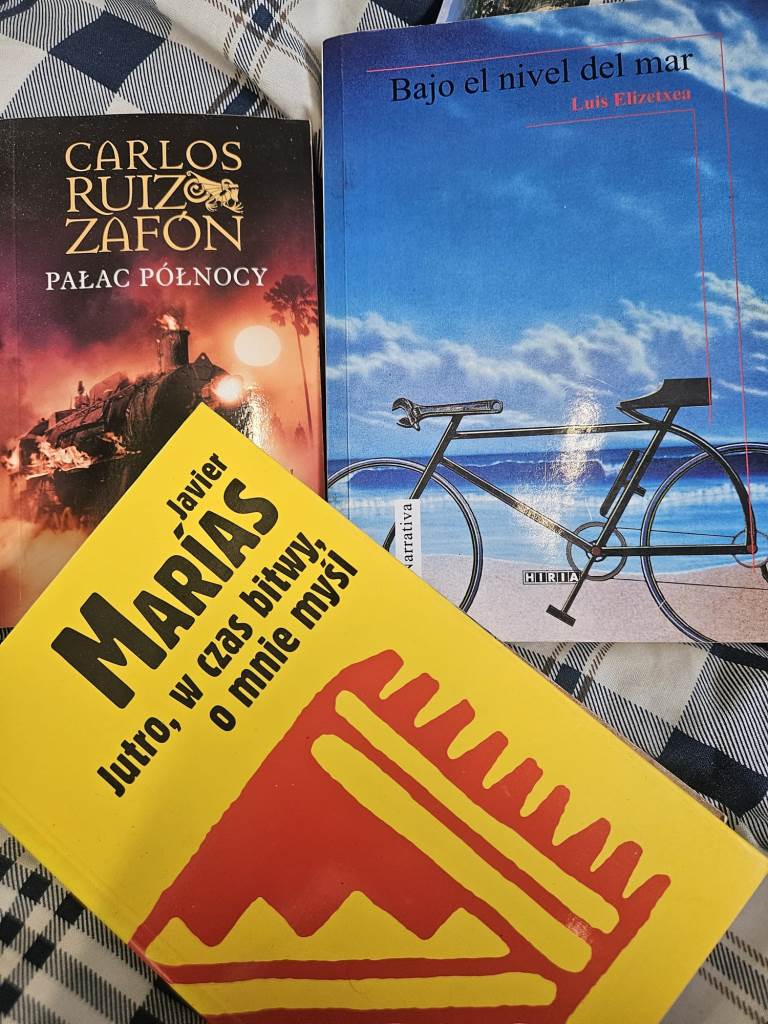 CARLOS
RUIZ
ZAFÓN
PAŁAC PÓŁNOCY
Bajo el nivel del mar
Luis Elizetxea
Narrativa
HIRIA
Javier
MARÍAS
Jutro, w czas bitwy,
o mnie myśl